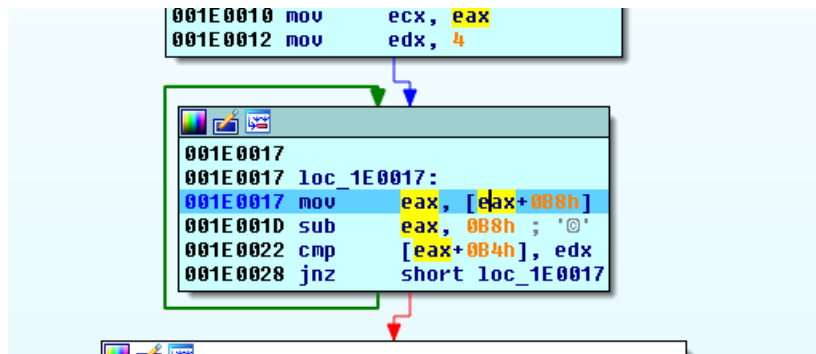 001E0010 mov ecx, eax
001E0012 mov edx, 4
001E0017
001E0017 loc_1E0017:
001E0017 mov eax, [eax+0B8h]
001E001D sub eax, 0B8h ; '©'
001E0022 cmp [eax+0B4h], edx
001E0028 jnz short loc_1E0017